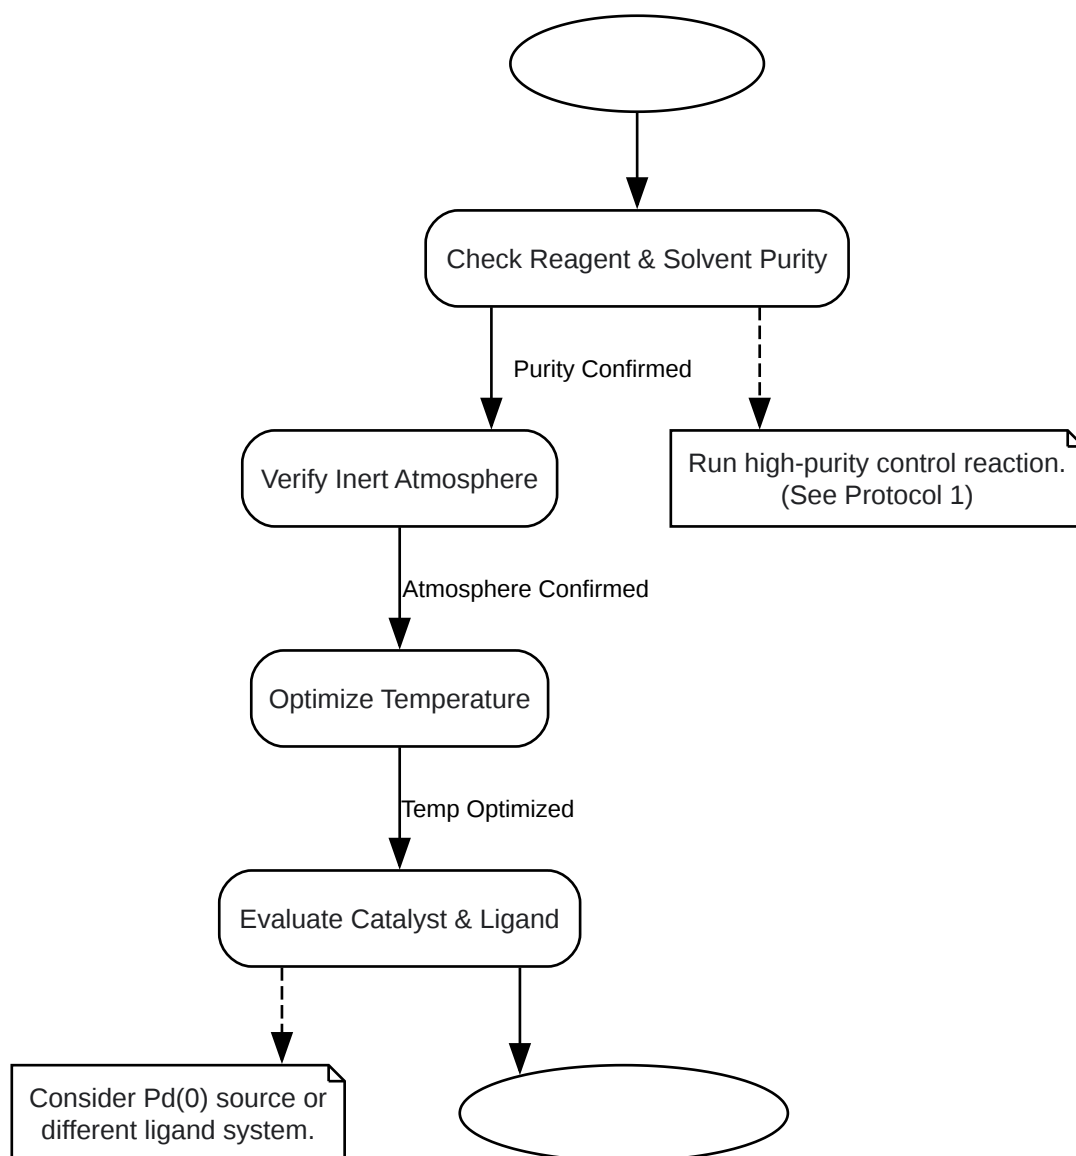 Check Reagent & Solvent Purity
Purity Confirmed
Verify Inert Atmosphere
Run high-purity control reaction.
(See Protocol 1)
Atmosphere Confirmed
Optimize Temperature
Temp Optimized
Evaluate Catalyst & Ligand
Consider Pd(0) source or
different ligand system.